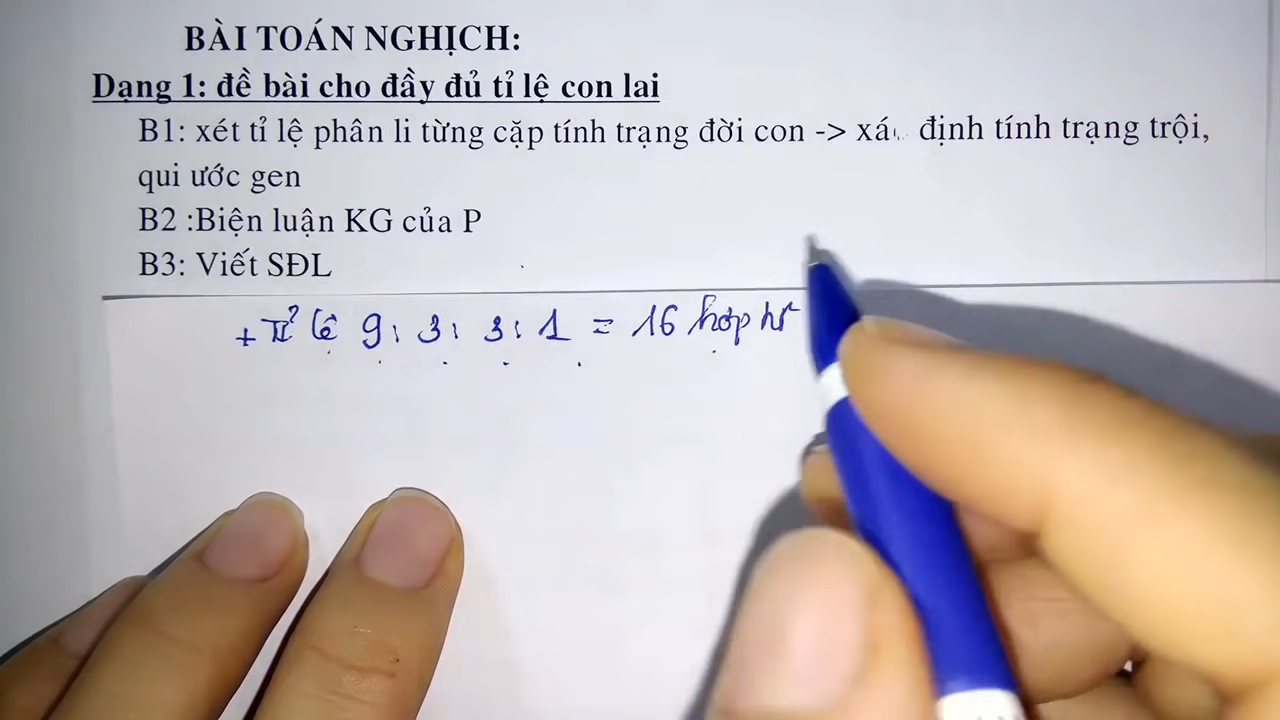 BÀI TOÁN NGHỊCH:
Dạng 1: đề bài cho đầy đủ tỉ lệ con lai
B1: xét tỉ lệ phân li từng cặp tính trạng đời con -> xá định tính trạng trội,
qui ước gen
B2 :Biện luận KG của P
B3: Viết SĐL
+ Tỉ lệ 9 : 3 : 3 : 1 = 16 hợp